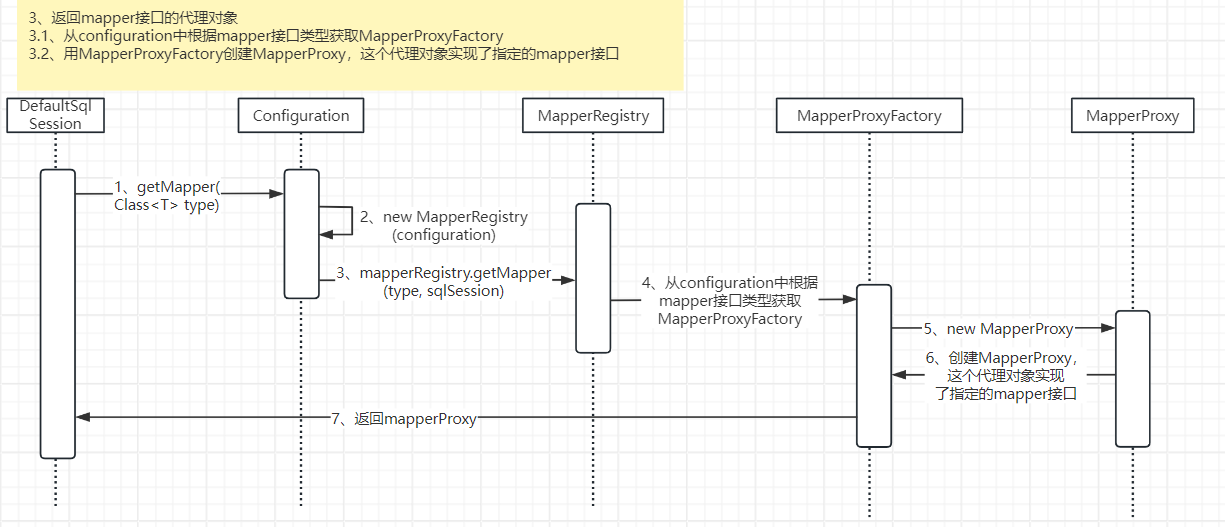 3、返回mapper接口的代理对象
3.1、从configuration中根据mapper接口类型获取MapperProxyFactory
3.2、用MapperProxyFactory创建MapperProxy，这个代理对象实现了指定的mapper接口
DefaultSql
Session
Configuration
MapperRegistry
MapperProxyFactory
MapperProxy
1、getMapper(
Class<T> type)
2、new MapperRegistry
(configuration)
3、mapperRegistry.getMapper
(type, sqlSession)
4、从configuration中根据
mapper接口类型获取
MapperProxyFactory
5、new MapperProxy
6、创建MapperProxy，
这个代理对象实现
了指定的mapper接口
7、返回mapperProxy